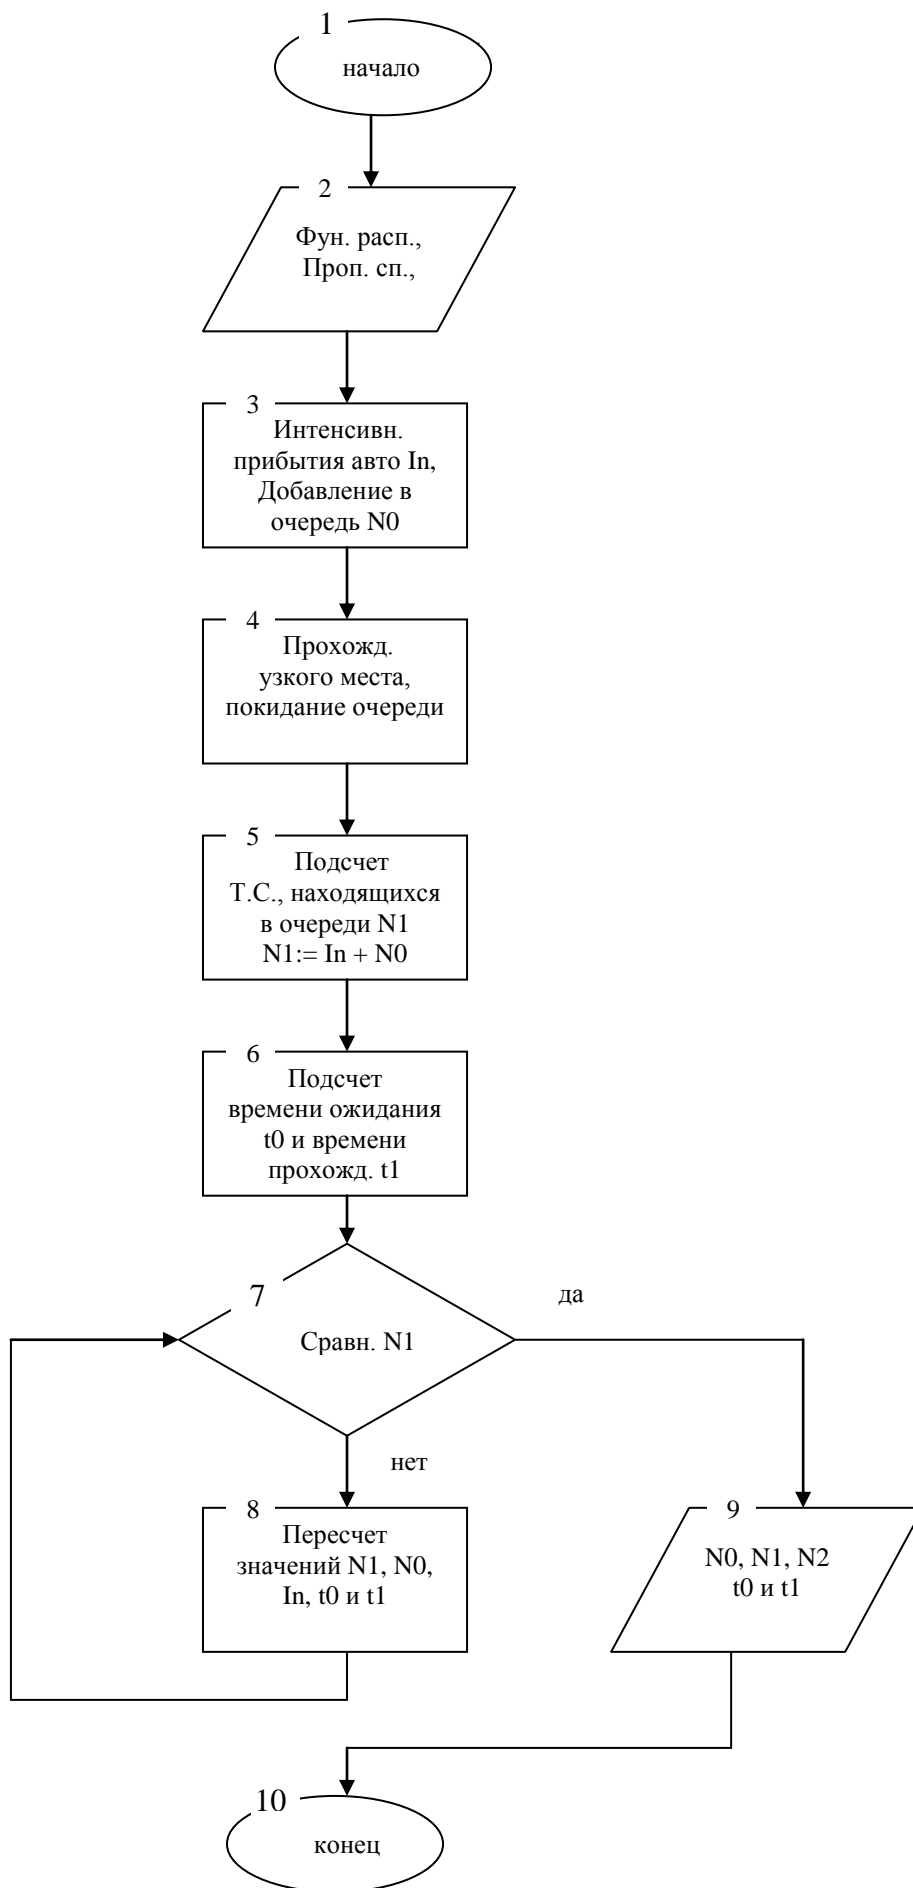 1
начало
2
Фун. расп.,
Проп. сп.,
3
Интенсивн.
прибытия авто In,
Добавление в
очередь N0
4
Прохожд.
узкого места,
покидание очереди
5
Подсчет
Т.С., находящихся
в очереди N1
N1:= In + N0
6
Подсчет
времени ожидания
t0 и времени
прохожд. t1
7
да
Сравн. N1
нет
8
Пересчет
значений N1, N0,
In, t0 и t1
9
N0, N1, N2
t0 и t1
10
конец